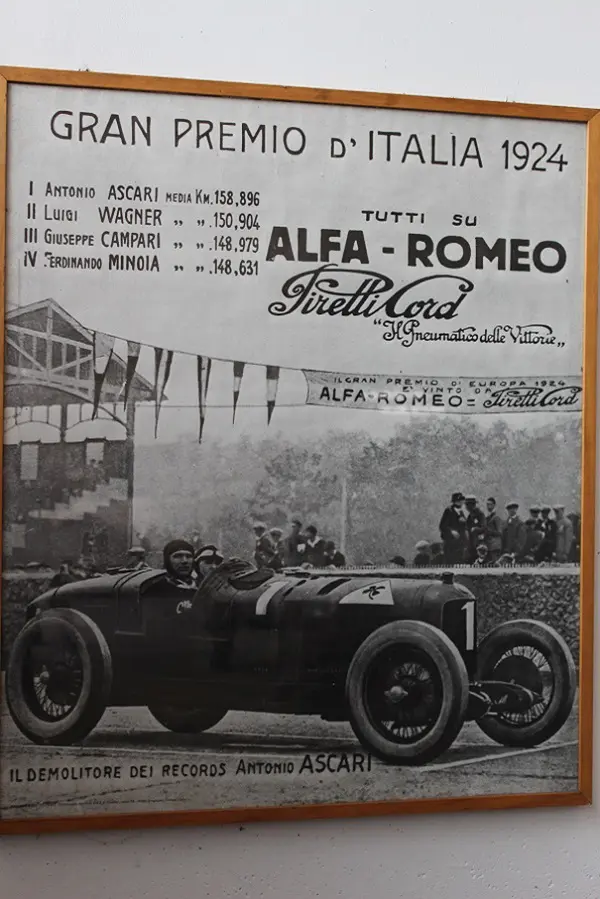 GRAN PREMIO D'ITALIA 1924
I ANTONIO ASCARI MEDIA KM. 158,896
II LUIGI WAGNER „ „ .150,904
III GIUSEPPE CAMPARI „ „ .148,979
IV FERDINANDO MINOIA „ „ .148,631
TUTTI SU
ALFA-ROMEO
Pirelli Cord
"Il Pneumatico delle Vittorie„
IL GRAN PREMIO D'EUROPA 1924
E' VINTO DA
ALFA-ROMEO = Pirelli Cord
1
1
IL DEMOLITORE DEI RECORDS ANTONIO ASCARI